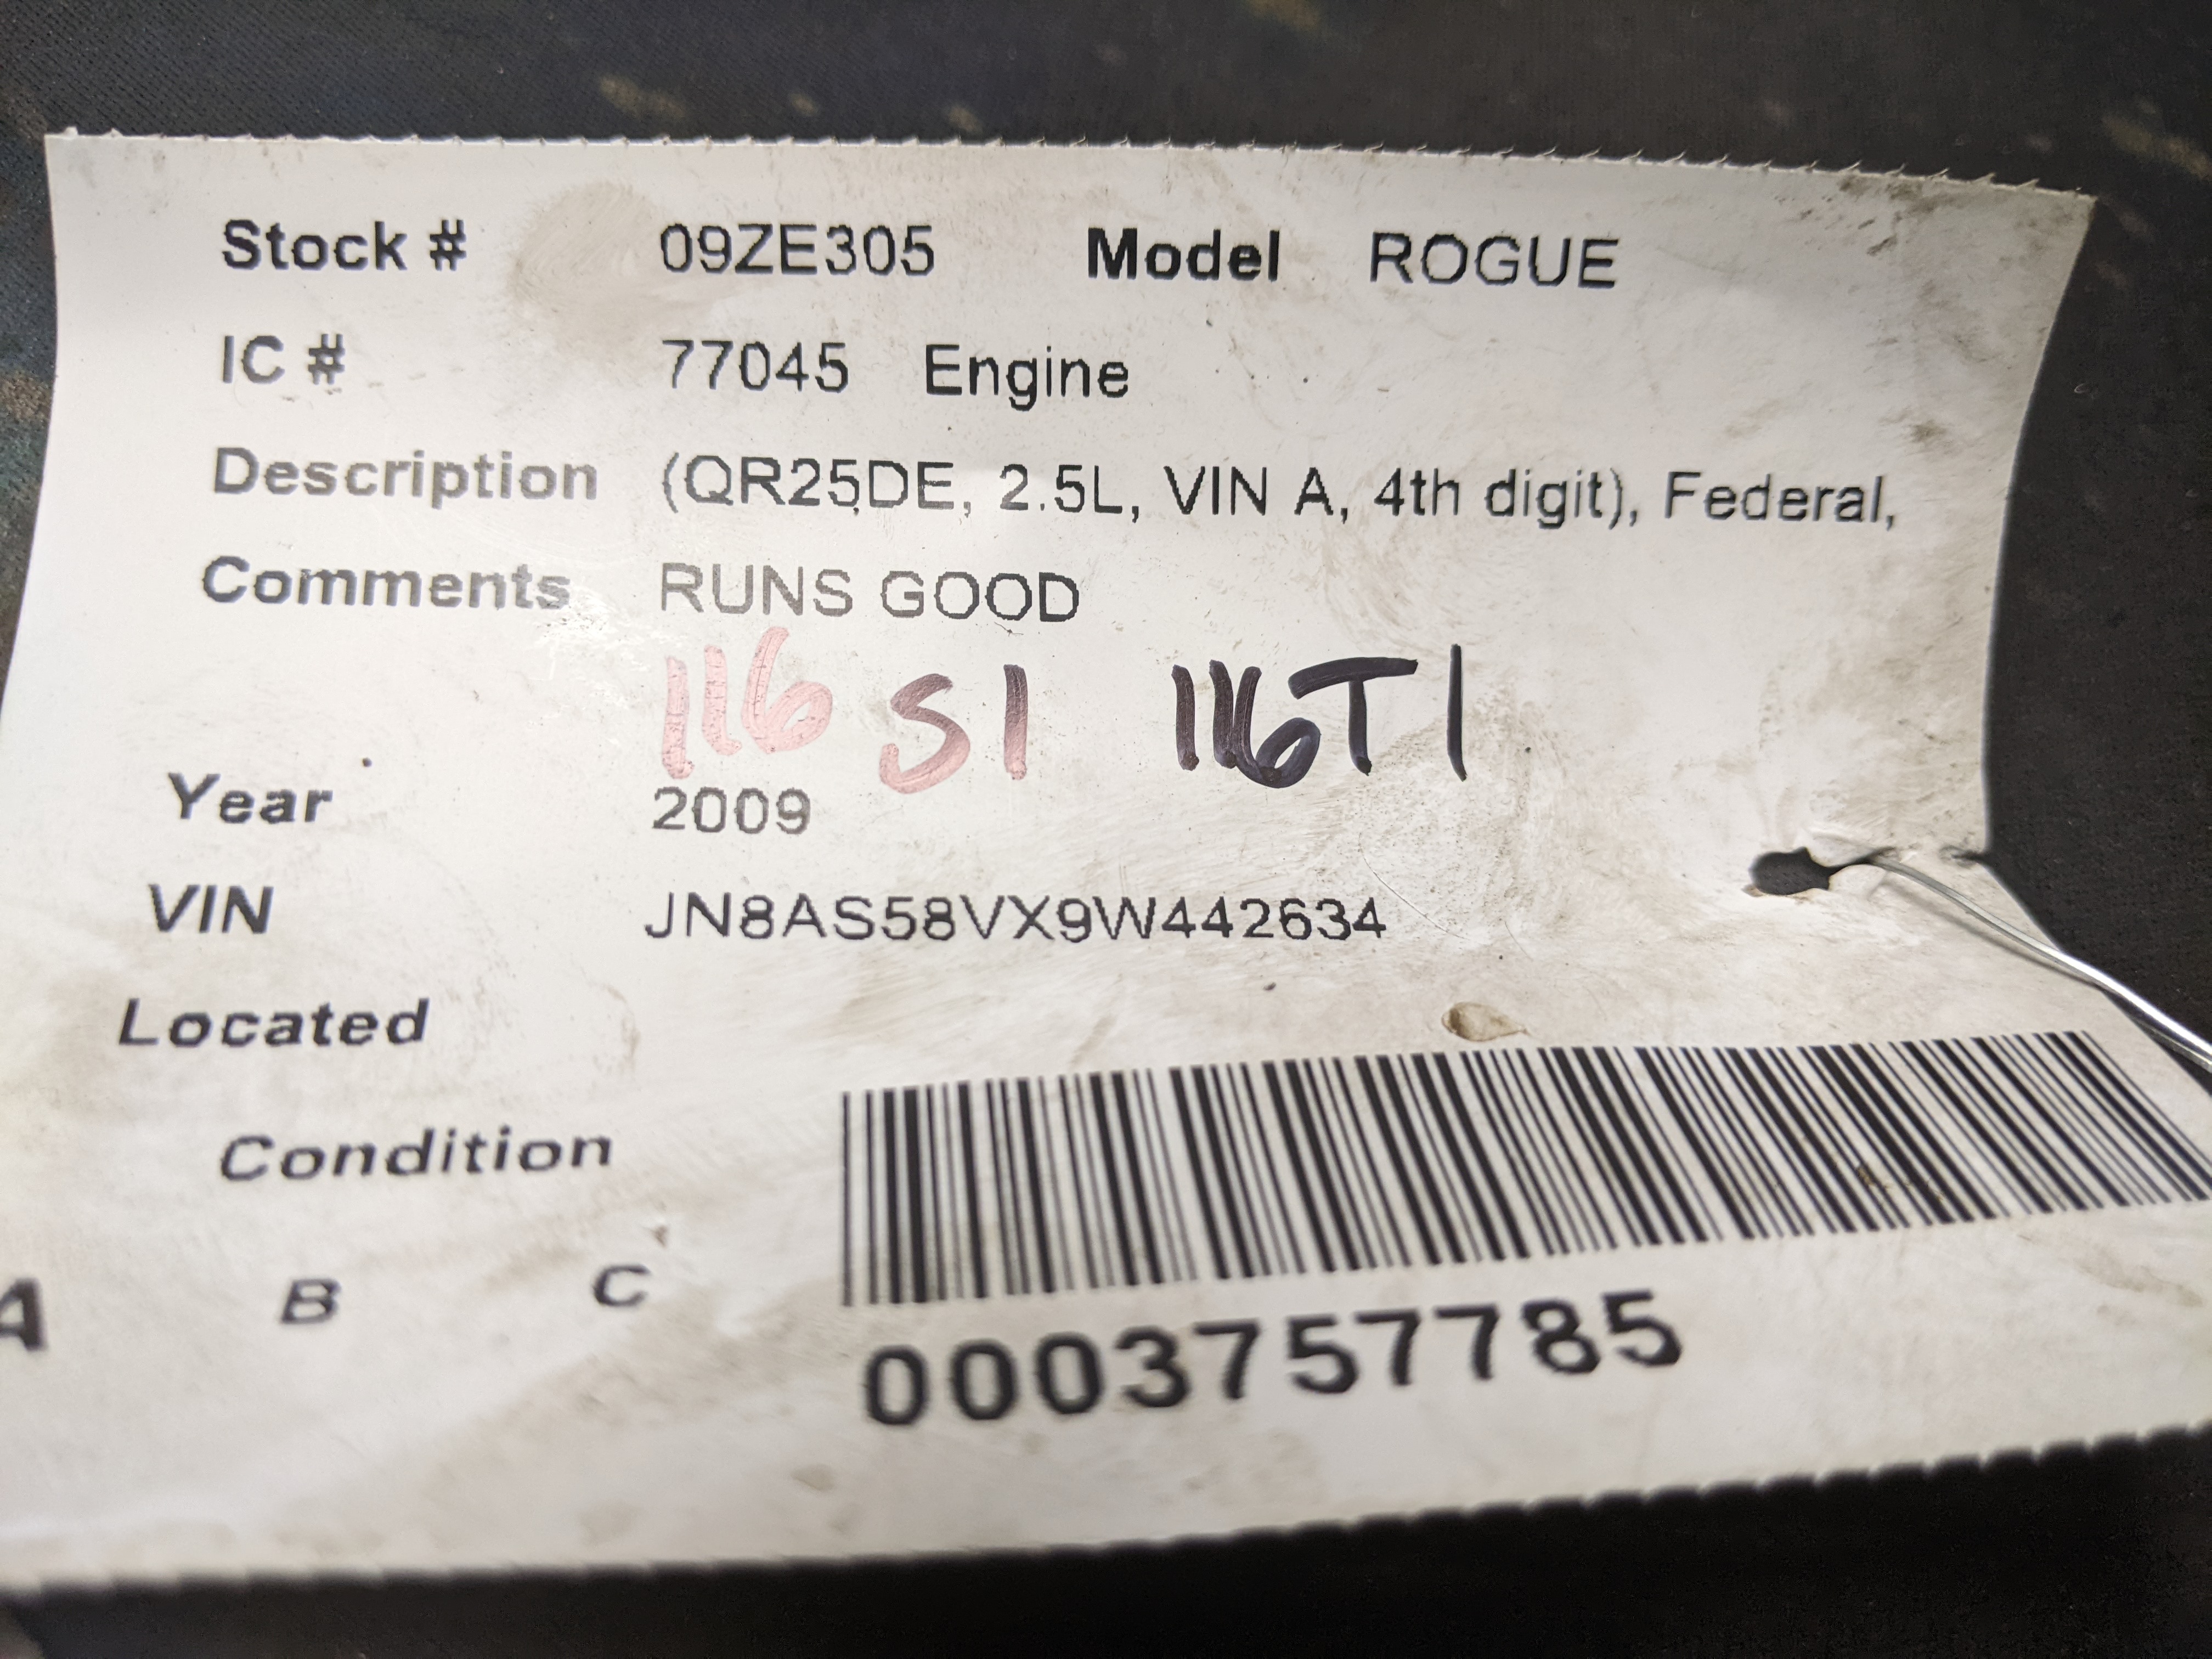 Stock # 09ZE305 Model ROGUE
IC # 77045 Engine
Description (QR25DE, 2.5L, VIN A, 4th digit), Federal,
Comments RUNS GOOD
116 S1 116T1
Year 2009
VIN JN8AS58VX9W442634
Located
Condition
A B C
0003757785